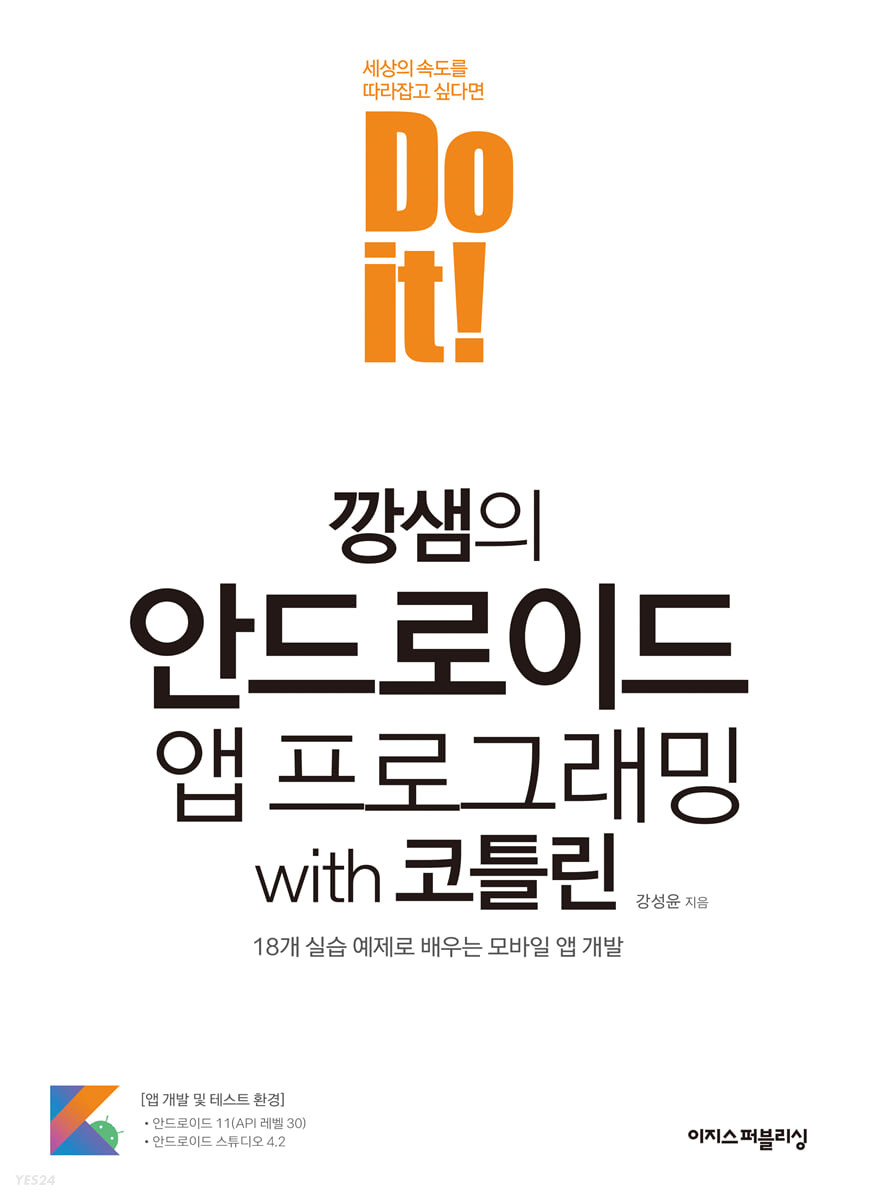 세상의 속도를
따라잡고 싶다면
Do
it!
깡샘의
안드로이드
앱 프로그래밍
with 코틀린 강성윤 지음
18개 실습 예제로 배우는 모바일 앱 개발
[앱 개발 및 테스트 환경]
• 안드로이드 11(API 레벨 30)
• 안드로이드 스튜디오 4.2
이지스퍼블리싱
YES24